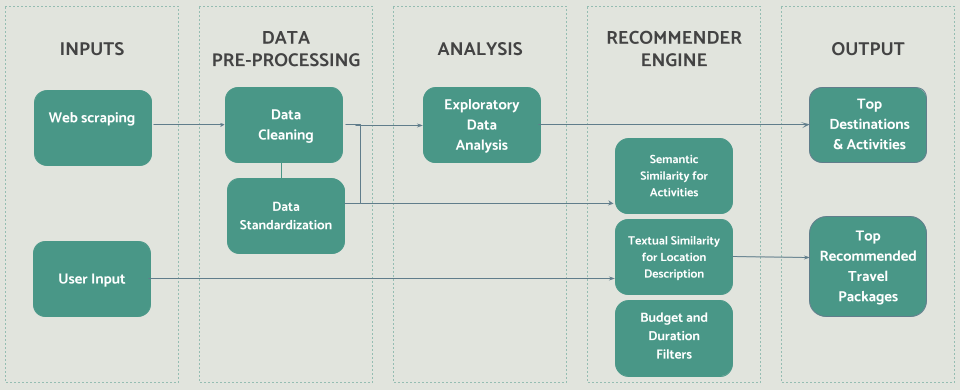 INPUTS
DATA
PRE-PROCESSING
ANALYSIS
RECOMMENDER
ENGINE
OUTPUT
Web scraping
Data
Cleaning
Exploratory
Data
Analysis
Top
Destinations
& Activities
Semantic
Similarity for
Activities
Data
Standardization
Textual Similarity
for Location
Description
Top
Recommended
Travel
Packages
User Input
Budget and
Duration
Filters